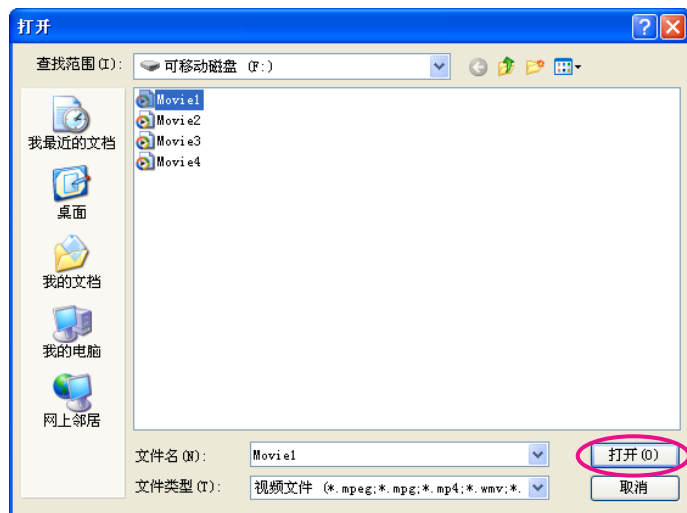 打开
查找范围(I):
可移动磁盘 (F:)
Movie1
Movie2
Movie3
Movie4
我最近的文档
桌面
我的文档
我的电脑
网上邻居
文件名(N):
Movie1
打开(O)
文件类型(T):
视频文件 (*.mpeg;*.mpg;*.mp4;*.wmv;*.
取消